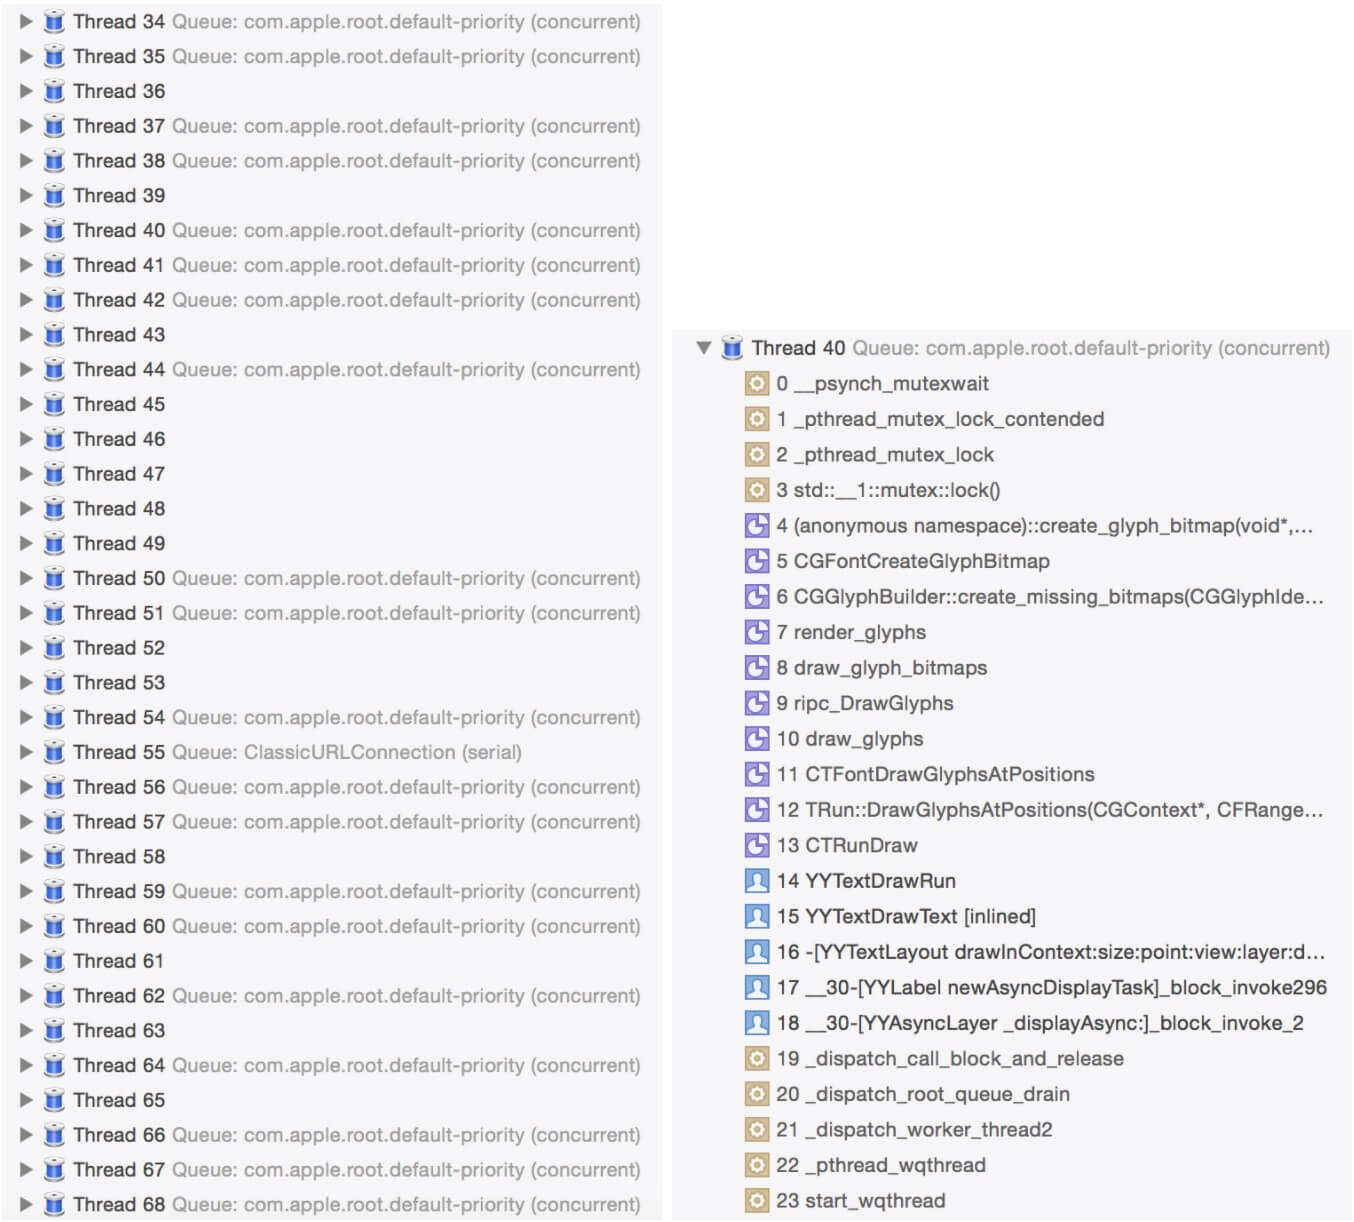 Thread 34 Queue: com.apple.root.default-priority (concurrent)
Thread 35 Queue: com.apple.root.default-priority (concurrent)
Thread 36
Thread 37 Queue: com.apple.root.default-priority (concurrent)
Thread 38 Queue: com.apple.root.default-priority (concurrent)
Thread 39
Thread 40 Queue: com.apple.root.default-priority (concurrent)
Thread 41 Queue: com.apple.root.default-priority (concurrent)
Thread 42 Queue: com.apple.root.default-priority (concurrent)
Thread 43
Thread 44 Queue: com.apple.root.default-priority (concurrent)
Thread 45
Thread 46
Thread 47
Thread 48
Thread 49
Thread 50 Queue: com.apple.root.default-priority (concurrent)
Thread 51 Queue: com.apple.root.default-priority (concurrent)
Thread 52
Thread 53
Thread 54 Queue: com.apple.root.default-priority (concurrent)
Thread 55 Queue: ClassicURLConnection (serial)
Thread 56 Queue: com.apple.root.default-priority (concurrent)
Thread 57 Queue: com.apple.root.default-priority (concurrent)
Thread 58
Thread 59 Queue: com.apple.root.default-priority (concurrent)
Thread 60 Queue: com.apple.root.default-priority (concurrent)
Thread 61
Thread 62 Queue: com.apple.root.default-priority (concurrent)
Thread 63
Thread 64 Queue: com.apple.root.default-priority (concurrent)
Thread 65
Thread 66 Queue: com.apple.root.default-priority (concurrent)
Thread 67 Queue: com.apple.root.default-priority (concurrent)
Thread 68 Queue: com.apple.root.default-priority (concurrent)
Thread 40 Queue: com.apple.root.default-priority (concurrent)
0 __psynch_mutexwait
1 _pthread_mutex_lock_contended
2 _pthread_mutex_lock
3 std::__1::mutex::lock()
4 (anonymous namespace)::create_glyph_bitmap(void*,...
5 CGFontCreateGlyphBitmap
6 CGGlyphBuilder::create_missing_bitmaps(CGGlyphIde...
7 render_glyphs
8 draw_glyph_bitmaps
9 ripc_DrawGlyphs
10 draw_glyphs
11 CTFontDrawGlyphsAtPositions
12 TRun::DrawGlyphsAtPositions(CGContext*, CFRange...
13 CTRunDraw
14 YYTextDrawRun
15 YYTextDrawText [inlined]
16 -[YYTextLayout drawInContext:size:point:view:layer:d...
17 __30-[YYLabel newAsyncDisplayTask]_block_invoke296
18 __30-[YYAsyncLayer _displayAsync:]_block_invoke_2
19 _dispatch_call_block_and_release
20 _dispatch_root_queue_drain
21 _dispatch_worker_thread2
22 _pthread_wqthread
23 start_wqthread